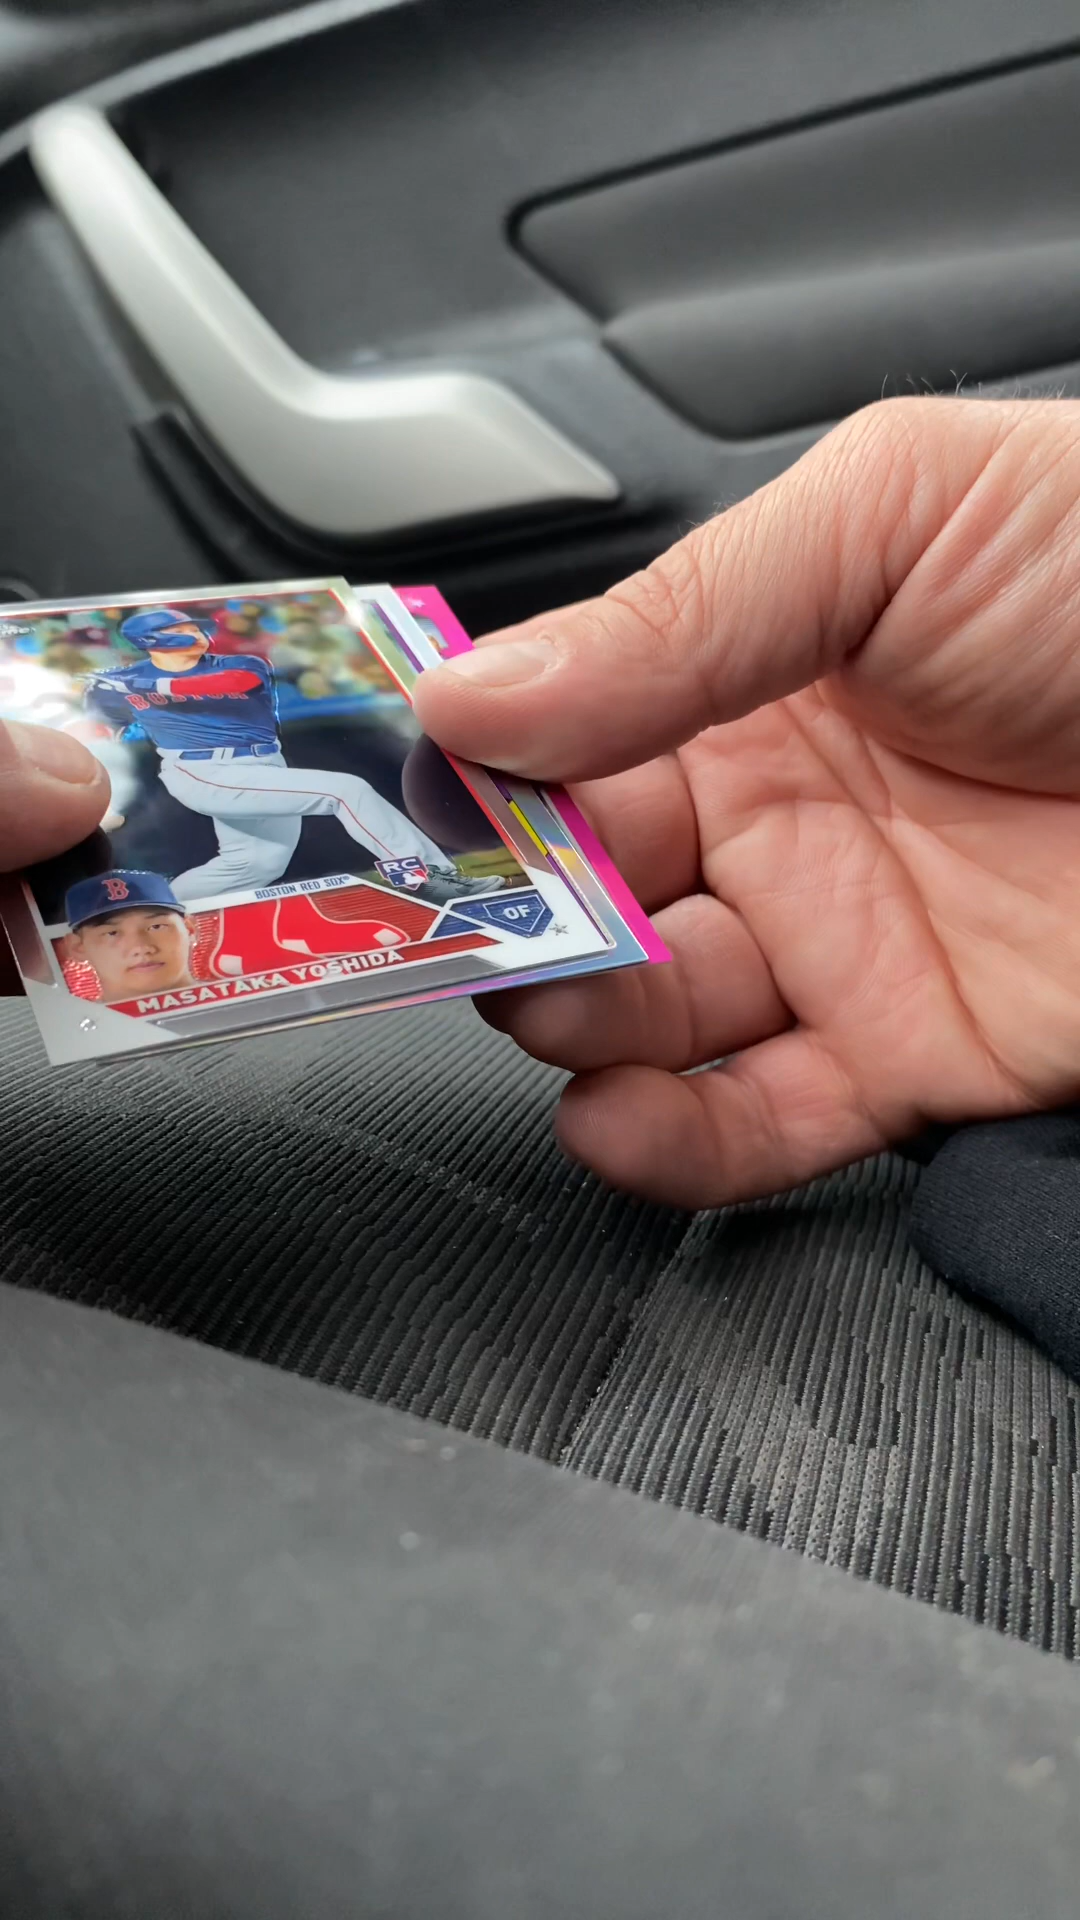 BOSTON
RC
BOSTON RED SOX
OF
B
MASATAKA YOSHIDA